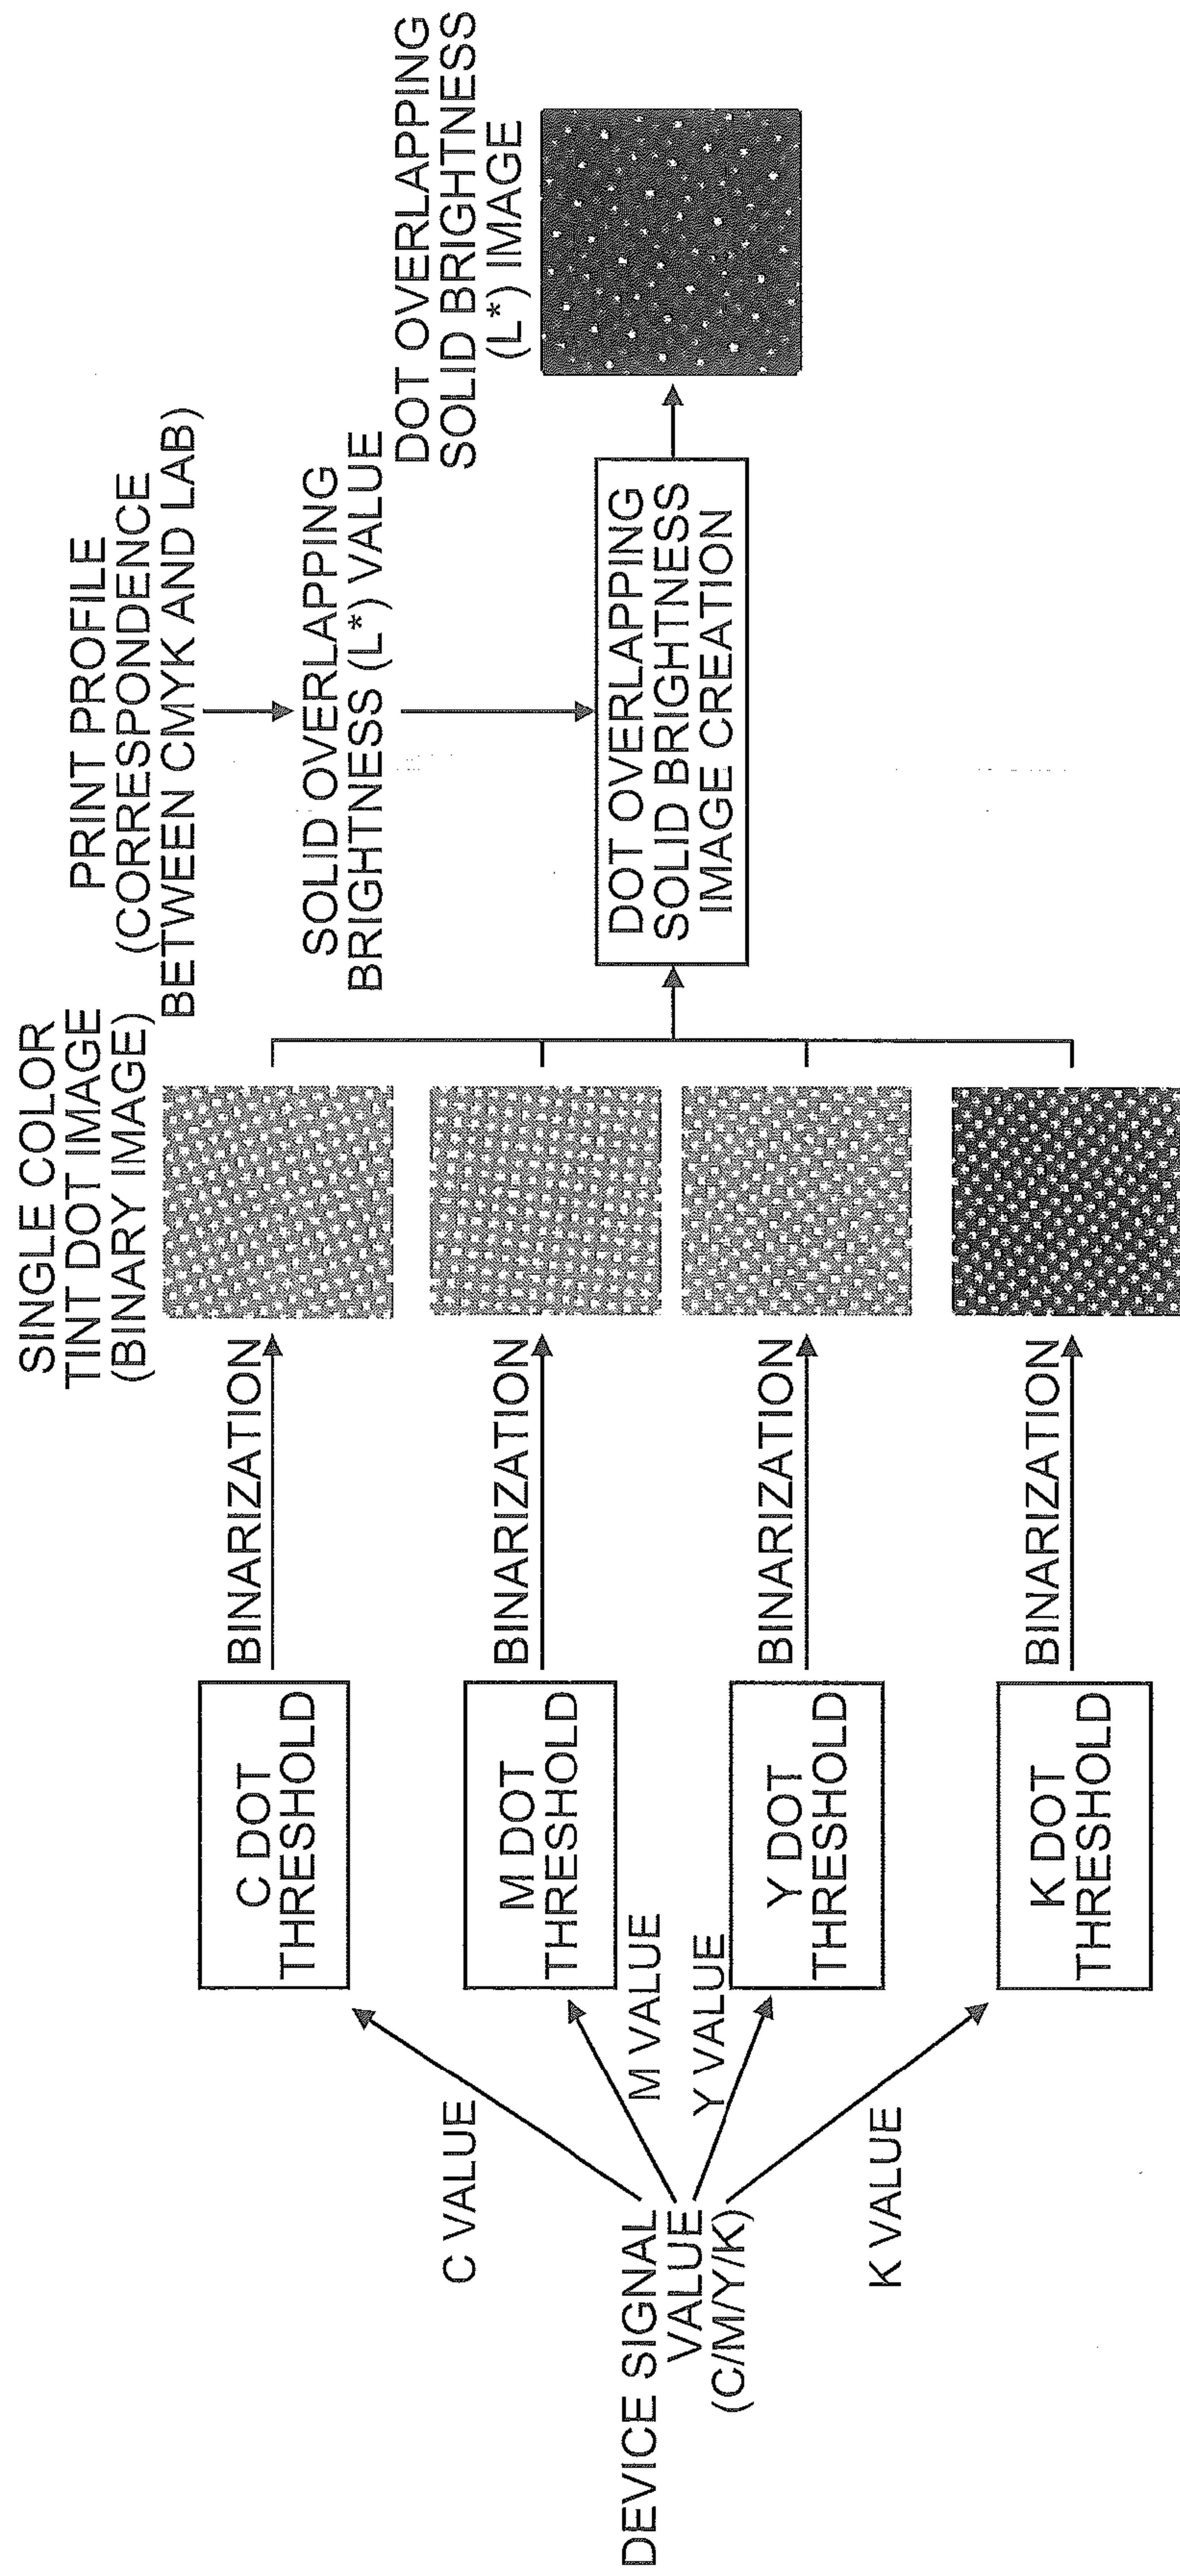 DEVICE SIGNAL
VALUE
(C/M/Y/K)
C VALUE
M VALUE
Y VALUE
K VALUE
C DOT
THRESHOLD
M DOT
THRESHOLD
Y DOT
THRESHOLD
K DOT
THRESHOLD
BINARIZATION
BINARIZATION
BINARIZATION
BINARIZATION
SINGLE COLOR
TINT DOT IMAGE
(BINARY IMAGE)
PRINT PROFILE
(CORRESPONDENCE
BETWEEN CMYK AND LAB)
SOLID OVERLAPPING
BRIGHTNESS (L*) VALUE
DOT OVERLAPPING
SOLID BRIGHTNESS
IMAGE CREATION
DOT OVERLAPPING
SOLID BRIGHTNESS
(L*) IMAGE